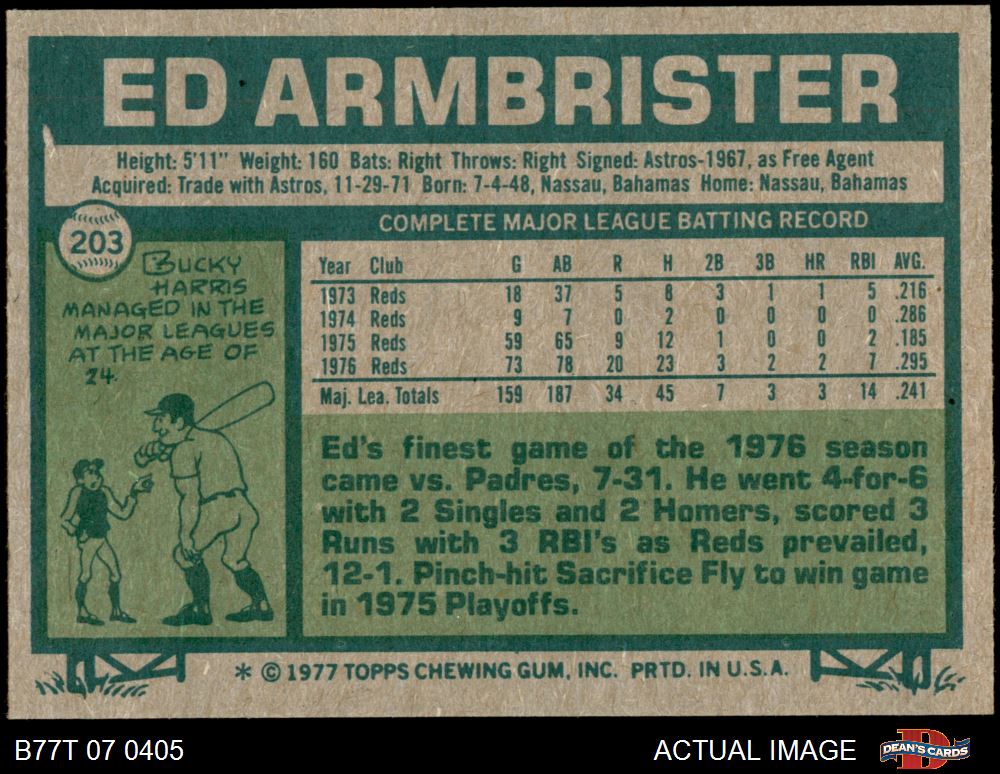 ED ARMBRISTER
Height: 5'11" Weight: 160 Bats: Right Throws: Right Signed: Astros-1967, as Free Agent
Acquired: Trade with Astros, 11-29-71 Born: 7-4-48, Nassau, Bahamas Home: Nassau, Bahamas
203
BUCKY
HARRIS
MANAGED IN THE
MAJOR LEAGUES
AT THE AGE OF
24.
COMPLETE MAJOR LEAGUE BATTING RECORD
Year Club G AB R H 2B 3B HR RBI AVG.
1973 Reds 18 37 5 8 3 1 1 5 .216
1974 Reds 9 7 0 2 0 0 0 0 .286
1975 Reds 59 65 9 12 1 0 0 2 .185
1976 Reds 73 78 20 23 3 2 2 7 .295
Maj. Lea. Totals 159 187 34 45 7 3 3 14 .241
Ed's finest game of the 1976 season
came vs. Padres, 7-31. He went 4-for-6
with 2 Singles and 2 Homers, scored 3
Runs with 3 RBI's as Reds prevailed,
12-1. Pinch-hit Sacrifice Fly to win game
in 1975 Playoffs.
* © 1977 TOPPS CHEWING GUM, INC. PRTD. IN U.S.A.
B77T 07 0405
ACTUAL IMAGE
B
DEAN'S CARDS